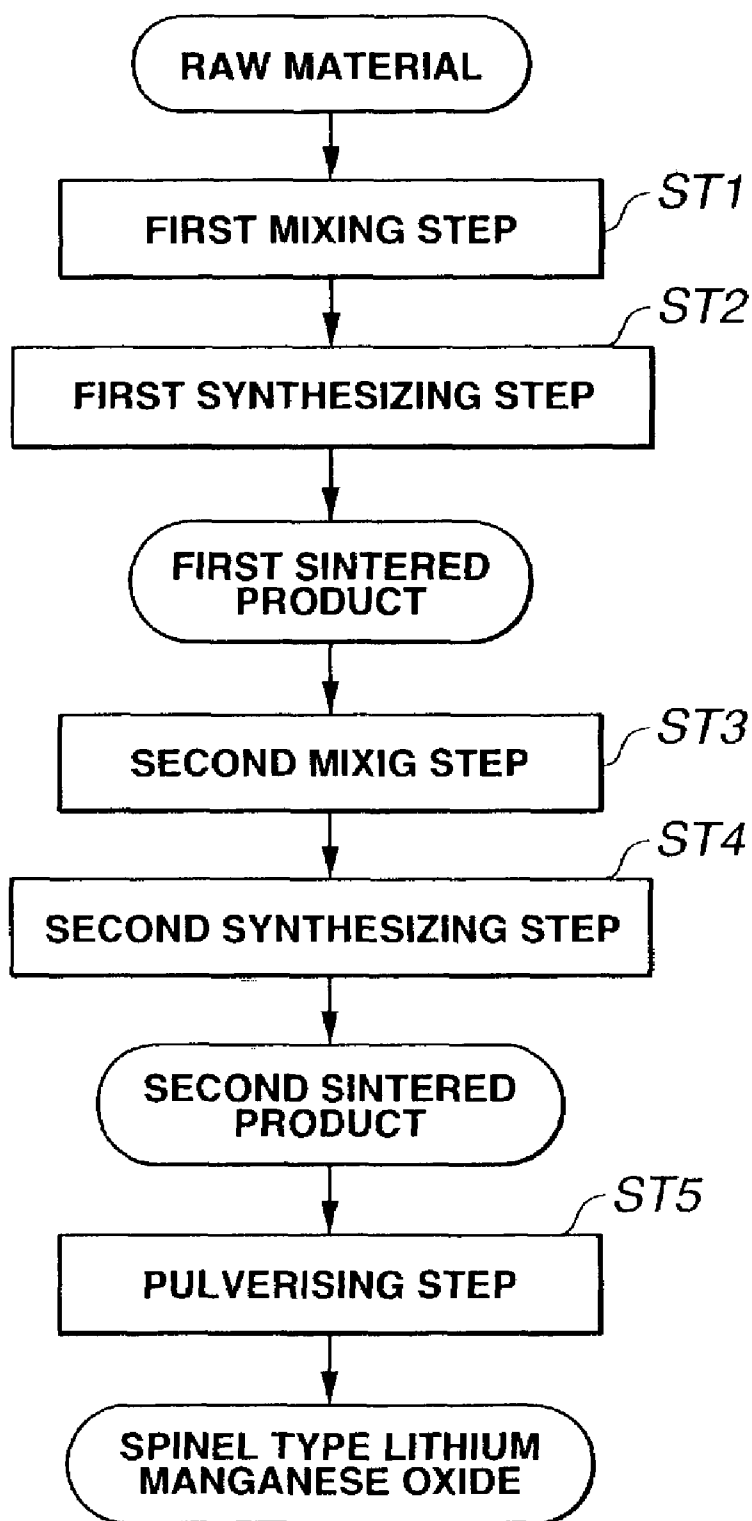 RAW MATERIAL
FIRST MIXING STEP
ST1
FIRST SYNTHESIZING STEP
ST2
FIRST SINTERED
PRODUCT
SECOND MIXIG STEP
ST3
SECOND SYNTHESIZING STEP
ST4
SECOND SINTERED
PRODUCT
PULVERISING STEP
ST5
SPINEL TYPE LITHIUM
MANGANESE OXIDE